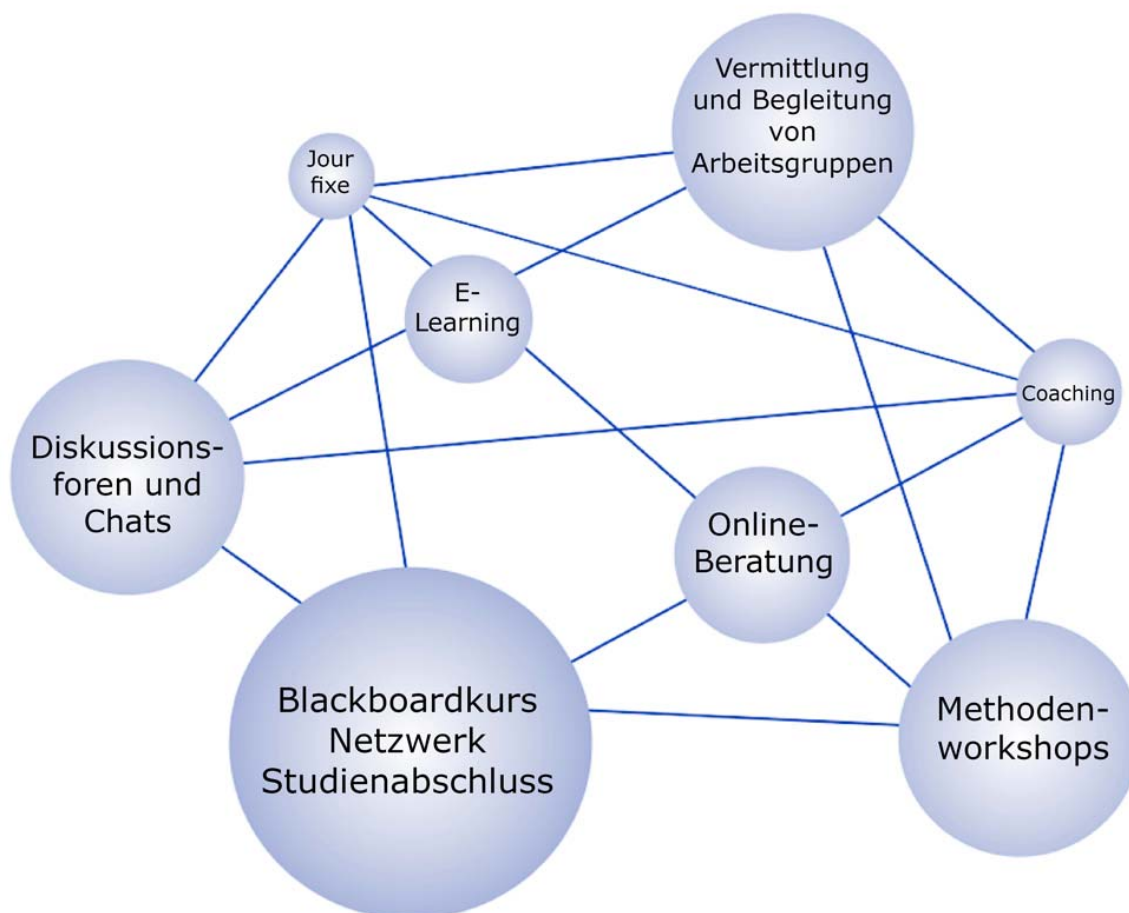 Vermittlung
und Begleitung
von
Arbeitsgruppen
Jour
fixe
E-
Learning
Coaching
Diskussions-
foren und
Chats
Online-
Beratung
Blackboardkurs
Netzwerk
Studienabschluss
Methoden-
workshops